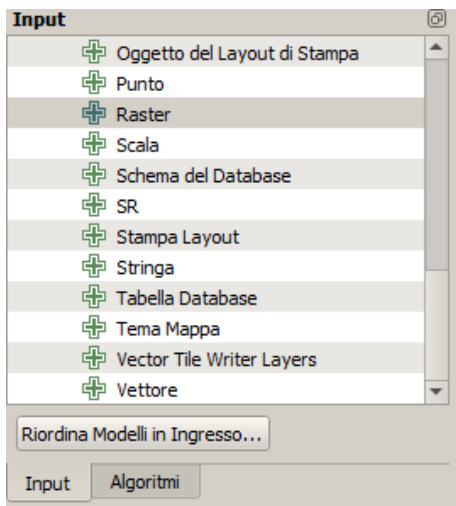 Input
Oggetto del Layout di Stampa
Punto
Raster
Scala
Schema del Database
SR
Stampa Layout
Stringa
Tabella Database
Tema Mappa
Vector Tile Writer Layers
Vettore
Riordina Modelli in Ingresso...
Input Algoritmi